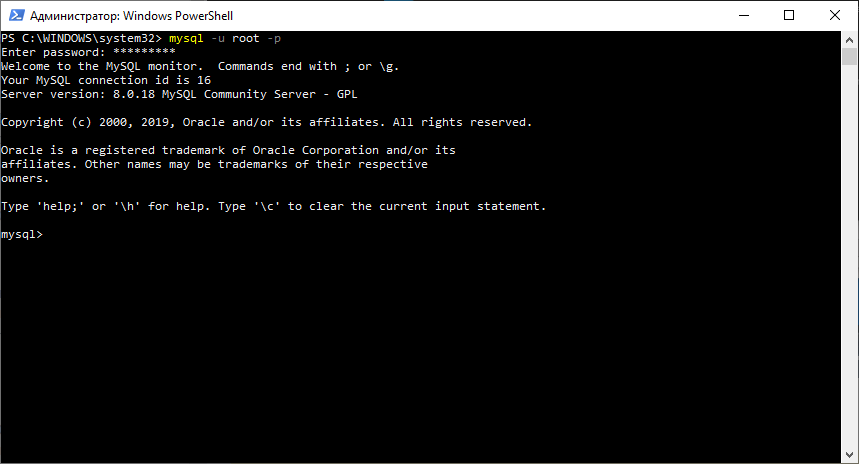 Администратор: Windows PowerShell
PS C:\WINDOWS\system32> mysql -u root -p
Enter password: *********
Welcome to the MySQL monitor.  Commands end with ; or \g.
Your MySQL connection id is 16
Server version: 8.0.18 MySQL Community Server - GPL
Copyright (c) 2000, 2019, Oracle and/or its affiliates. All rights reserved.
Oracle is a registered trademark of Oracle Corporation and/or its
affiliates. Other names may be trademarks of their respective
owners.
Type 'help;' or '\h' for help. Type '\c' to clear the current input statement.
mysql>